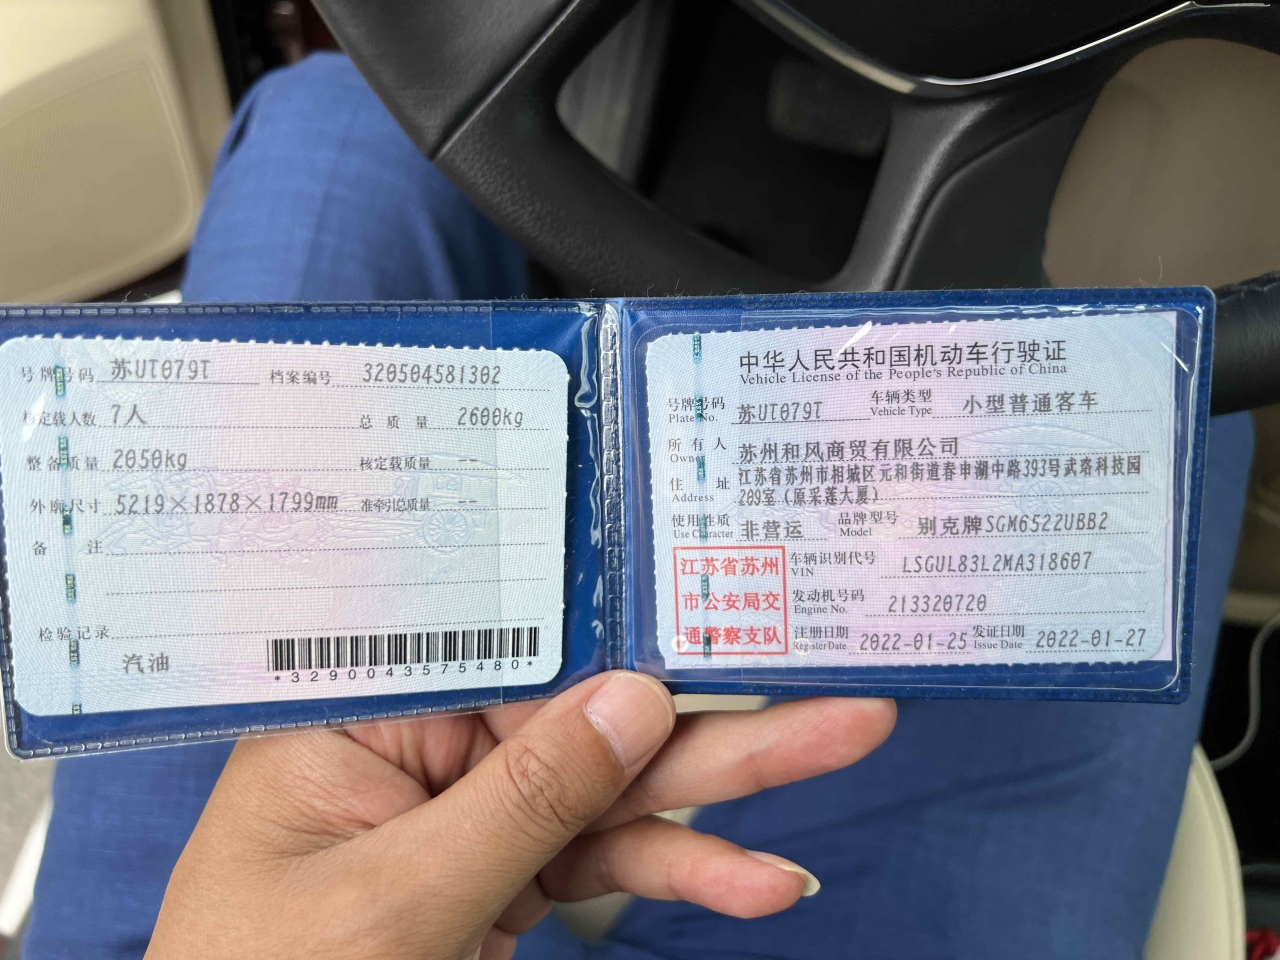 号牌号码 苏UT079T 档案编号 320504581302
核定载人数 7人 总质量 2600kg
整备质量 2050kg 核定载质量 --
外廓尺寸 5219×1878×1799mm 准牵引总质量 --
备注
检验记录
汽油
*3290043575480*
中华人民共和国机动车行驶证
Vehicle License of the People's Republic of China
号牌号码 苏UT079T 车辆类型 小型普通客车
Plate No. Vehicle Type
所有人 苏州和风商贸有限公司
Owner
住址 江苏省苏州市相城区元和街道春申湖中路393号武珞科技园
Address 209室(原采莲大厦)
使用性质 非营运 品牌型号 别克牌SGM6522UBB2
Use Character Model
江苏省苏州
市公安局交
通警察支队
车辆识别代号 LSGUL83L2MA318607
VIN
发动机号码 213320720
Engine No.
注册日期 2022-01-25 发证日期 2022-01-27
Register Date Issue Date